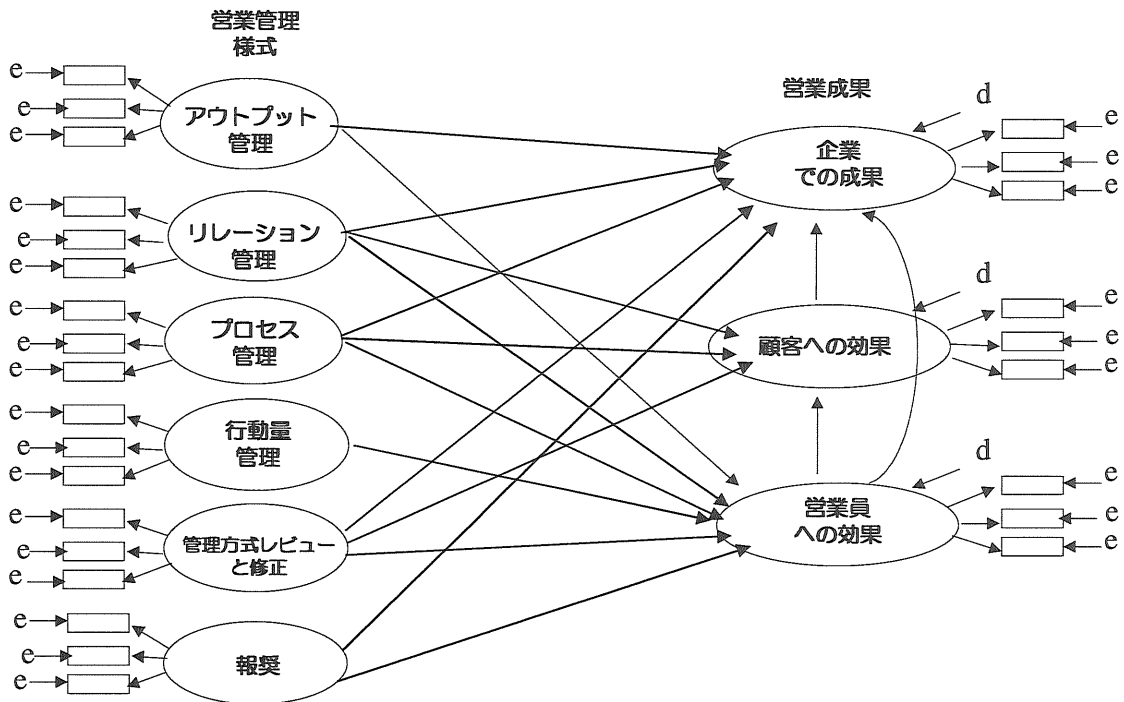 営業管理
様式
e
e
e
アウトプット
管理
e
e
e
リレーション
管理
e
e
e
プロセス
管理
e
e
e
行動量
管理
e
e
e
管理方式レビュー
と修正
e
e
e
報奨
営業成果
d
企業
での成果
e
e
e
d
顧客への効果
e
e
e
d
営業員
への効果
e
e
e